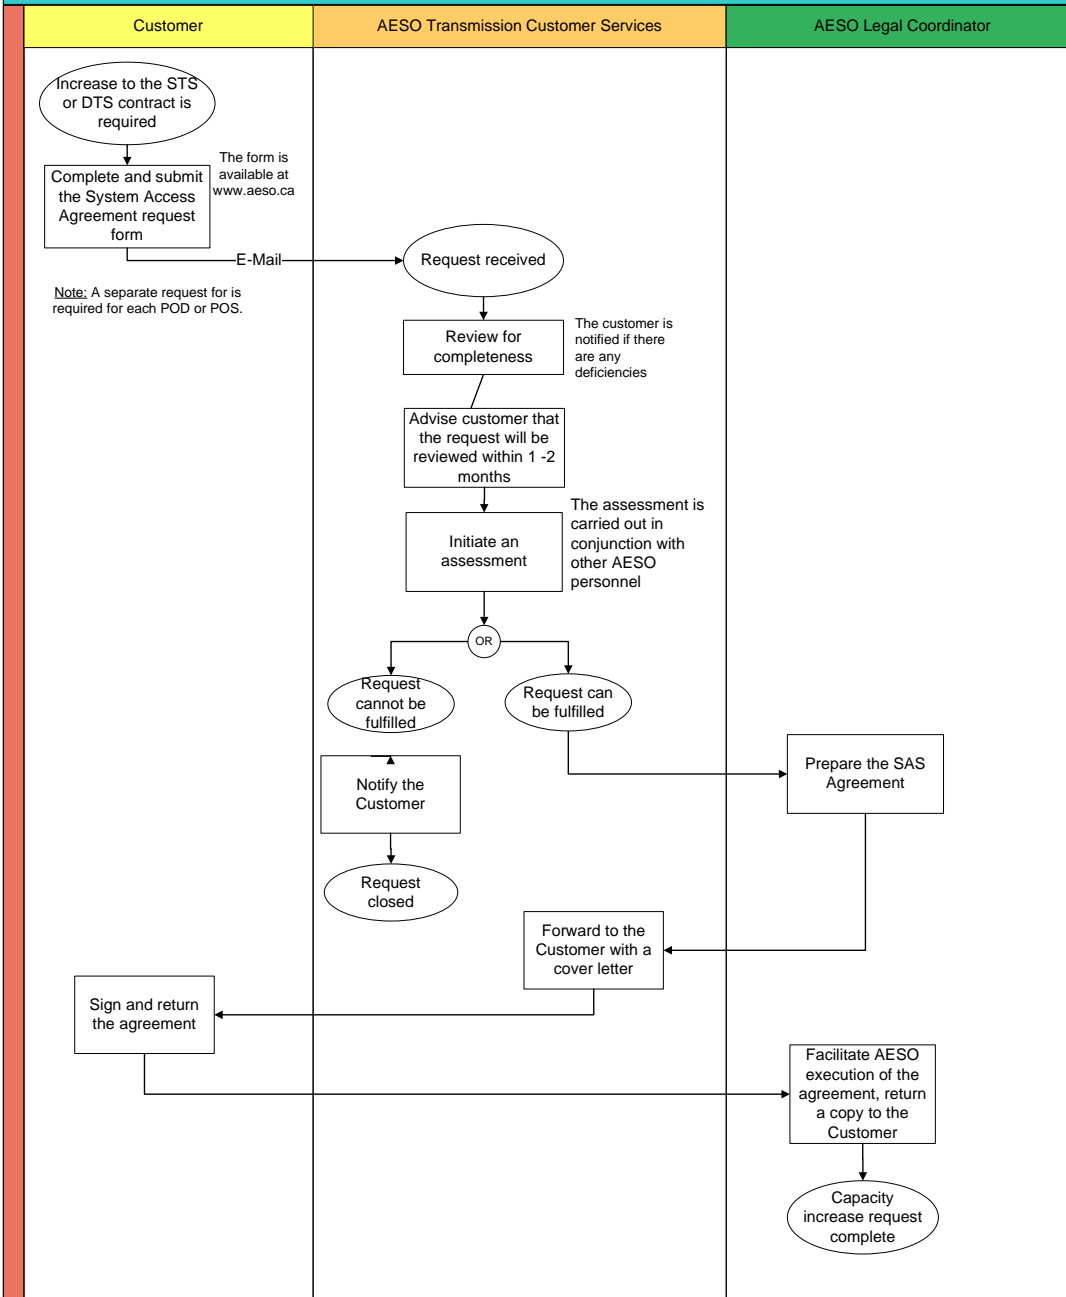 Customer
AESO Transmission Customer Services
AESO Legal Coordinator
Increase to the STS
or DTS contract is
required
The form is
available at
www.aeso.ca
Complete and submit
the System Access
Agreement request
form
E-Mail
Request received
Note: A separate request for is
required for each POD or POS.
Review for
completeness
The customer is
notified if there
are any
deficiencies
Advise customer that
the request will be
reviewed within 1 -2
months
Initiate an
assessment
The assessment is
carried out in
conjunction with
other AESO
personnel
OR
Request
cannot be
fulfilled
Request can
be fulfilled
Prepare the SAS
Agreement
Notify the
Customer
Request
closed
Forward to the
Customer with a
cover letter
Sign and return
the agreement
Facilitate AESO
execution of the
agreement, return
a copy to the
Customer
Capacity
increase request
complete